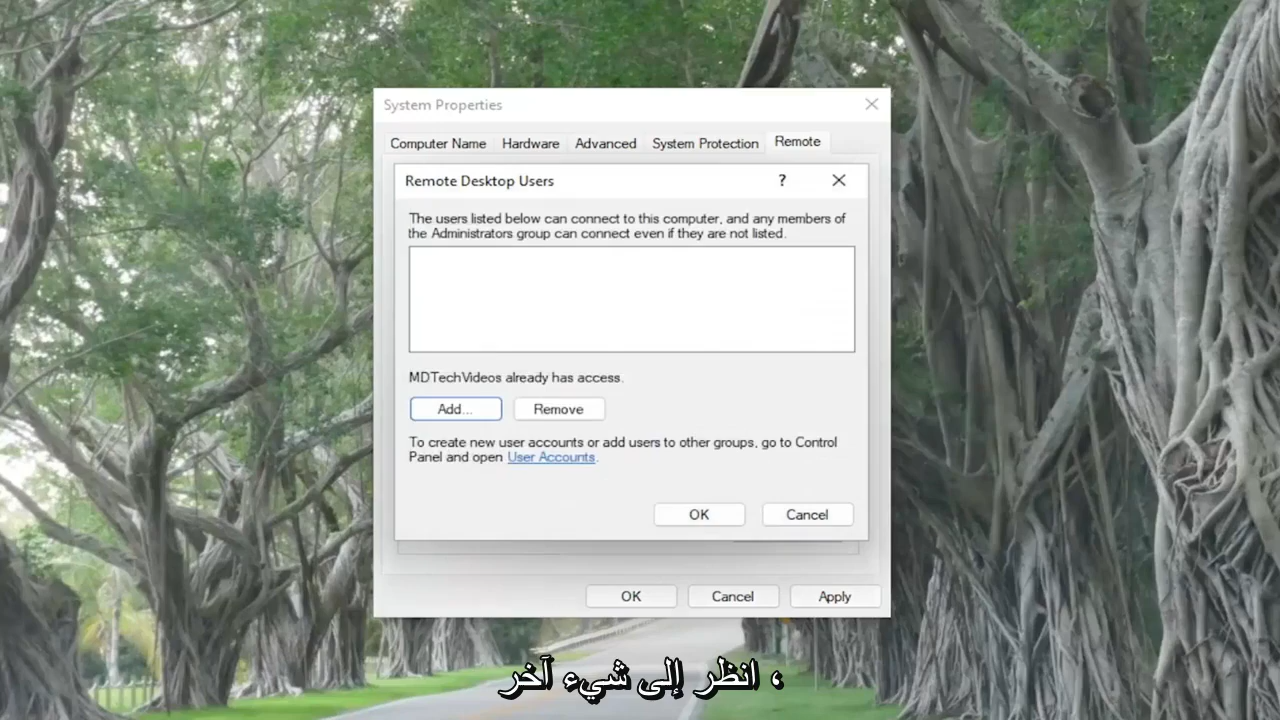 System Properties
Computer Name Hardware Advanced System Protection Remote
Remote Desktop Users ?
The users listed below can connect to this computer, and any members of
the Administrators group can connect even if they are not listed.
MDTechVideos already has access.
Add... Remove
To create new user accounts or add users to other groups, go to Control
Panel and open User Accounts.
OK Cancel
OK Cancel Apply
، انظر إلى شيء آخر